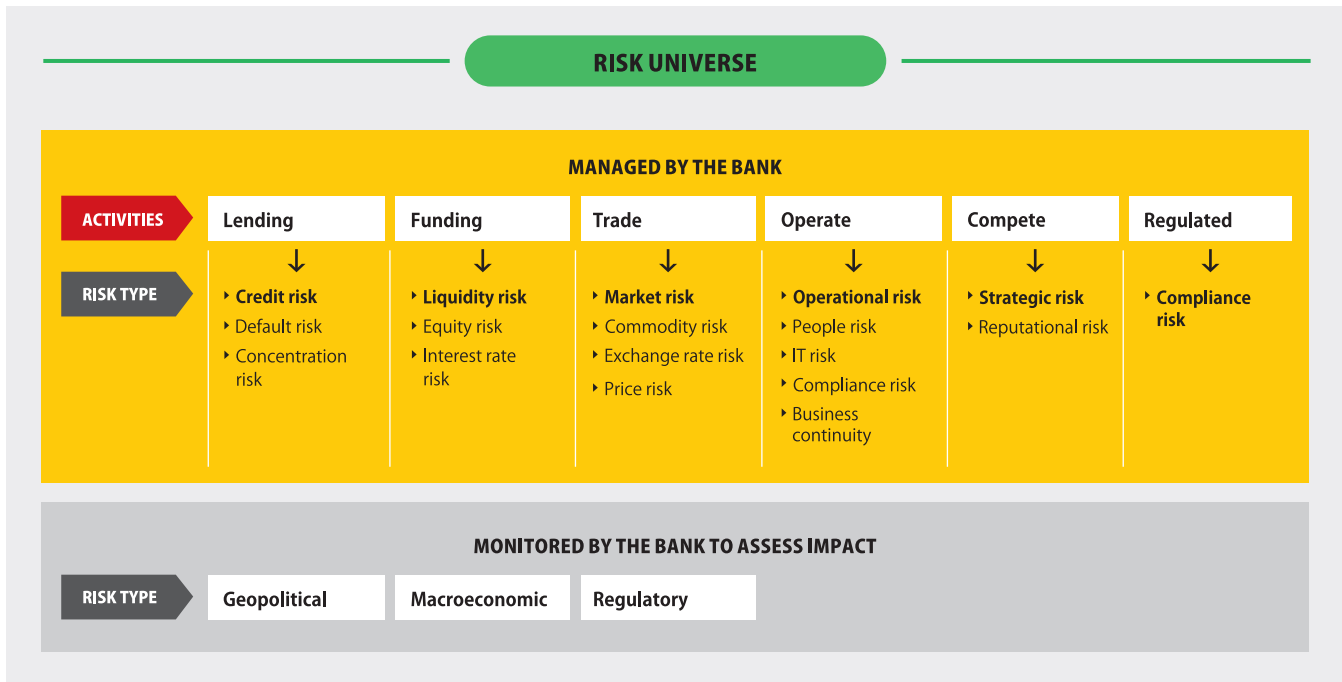 RISK UNIVERSE
MANAGED BY THE BANK
ACTIVITIES
Lending
Funding
Trade
Operate
Compete
Regulated
RISK TYPE
Credit risk
Default risk
Concentration
risk
Liquidity risk
Equity risk
Interest rate
risk
Market risk
Commodity risk
Exchange rate risk
Price risk
Operational risk
People risk
IT risk
Compliance risk
Business
continuity
Strategic risk
Reputational risk
Compliance
risk
MONITORED BY THE BANK TO ASSESS IMPACT
RISK TYPE
Geopolitical
Macroeconomic
Regulatory